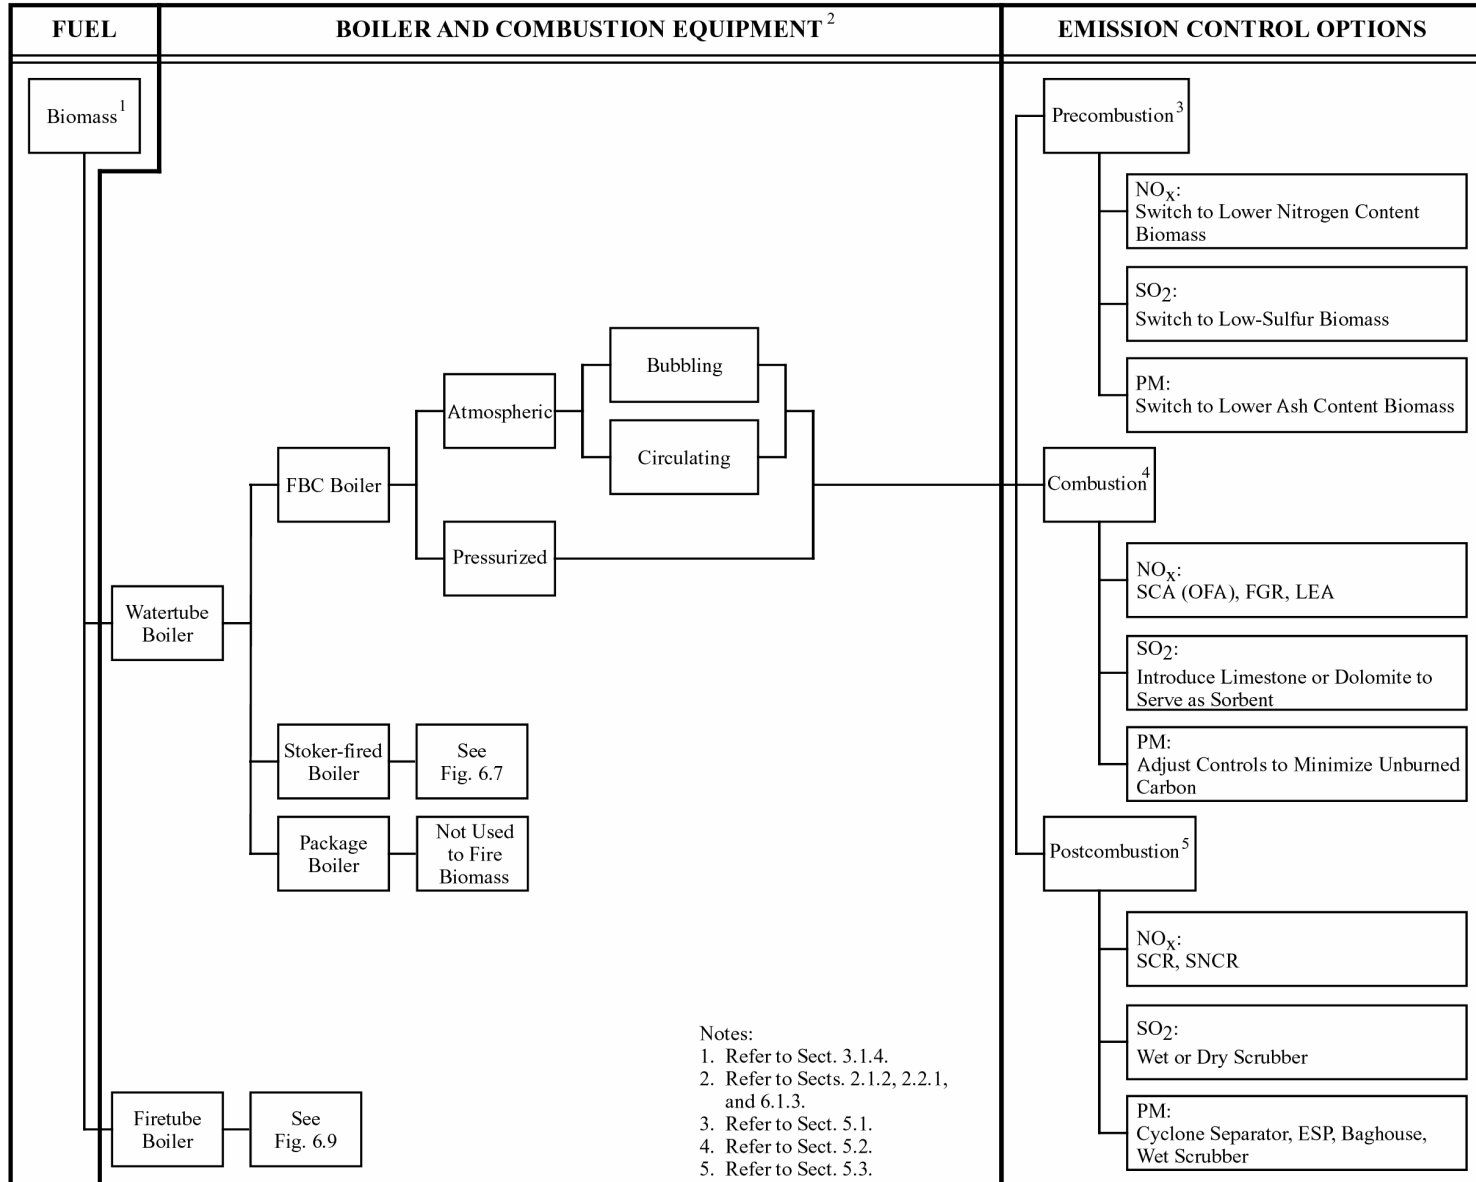 FUEL
BOILER AND COMBUSTION EQUIPMENT 2
EMISSION CONTROL OPTIONS
Biomass 1
Watertube
Boiler
Firetube
Boiler
See
Fig. 6.9
FBC Boiler
Stoker-fired
Boiler
See
Fig. 6.7
Package
Boiler
Not Used
to Fire
Biomass
Atmospheric
Pressurized
Bubbling
Circulating
Precombustion 3
NOx:
Switch to Lower Nitrogen Content
Biomass
SO2:
Switch to Low-Sulfur Biomass
PM:
Switch to Lower Ash Content Biomass
Combustion 4
NOx:
SCA (OFA), FGR, LEA
SO2:
Introduce Limestone or Dolomite to
Serve as Sorbent
PM:
Adjust Controls to Minimize Unburned
Carbon
Postcombustion 5
NOx:
SCR, SNCR
SO2:
Wet or Dry Scrubber
PM:
Cyclone Separator, ESP, Baghouse,
Wet Scrubber
Notes:
1. Refer to Sect. 3.1.4.
2. Refer to Sects. 2.1.2, 2.2.1,
and 6.1.3.
3. Refer to Sect. 5.1.
4. Refer to Sect. 5.2.
5. Refer to Sect. 5.3.